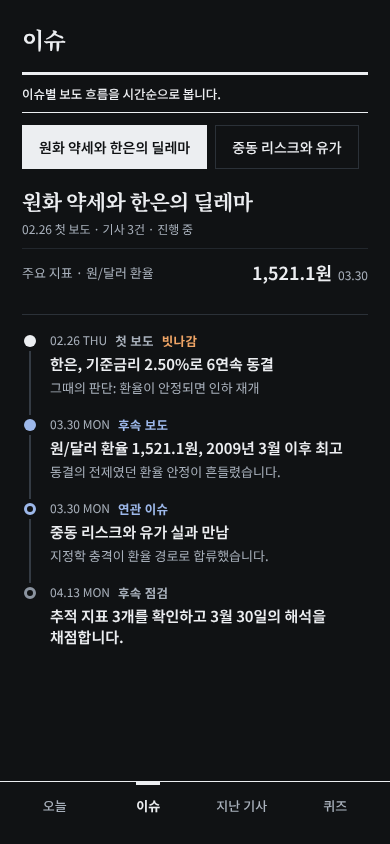 이슈
이슈별 보도 흐름을 시간순으로 봅니다.
원화 약세와 한은의 딜레마
중동 리스크와 유가
원화 약세와 한은의 딜레마
02.26 첫 보도 · 기사 3건 · 진행 중
주요 지표 · 원/달러 환율 1,521.1원 03.30
02.26 THU 첫 보도 빗나감
한은, 기준금리 2.50%로 6연속 동결
그때의 판단: 환율이 안정되면 인하 재개
03.30 MON 후속 보도
원/달러 환율 1,521.1원, 2009년 3월 이후 최고
동결의 전제였던 환율 안정이 흔들렸습니다.
03.30 MON 연관 이슈
중동 리스크와 유가 실과 만남
지정학 충격이 환율 경로로 합류했습니다.
04.13 MON 후속 점검
추적 지표 3개를 확인하고 3월 30일의 해석을
채점합니다.
오늘 이슈 지난 기사 퀴즈